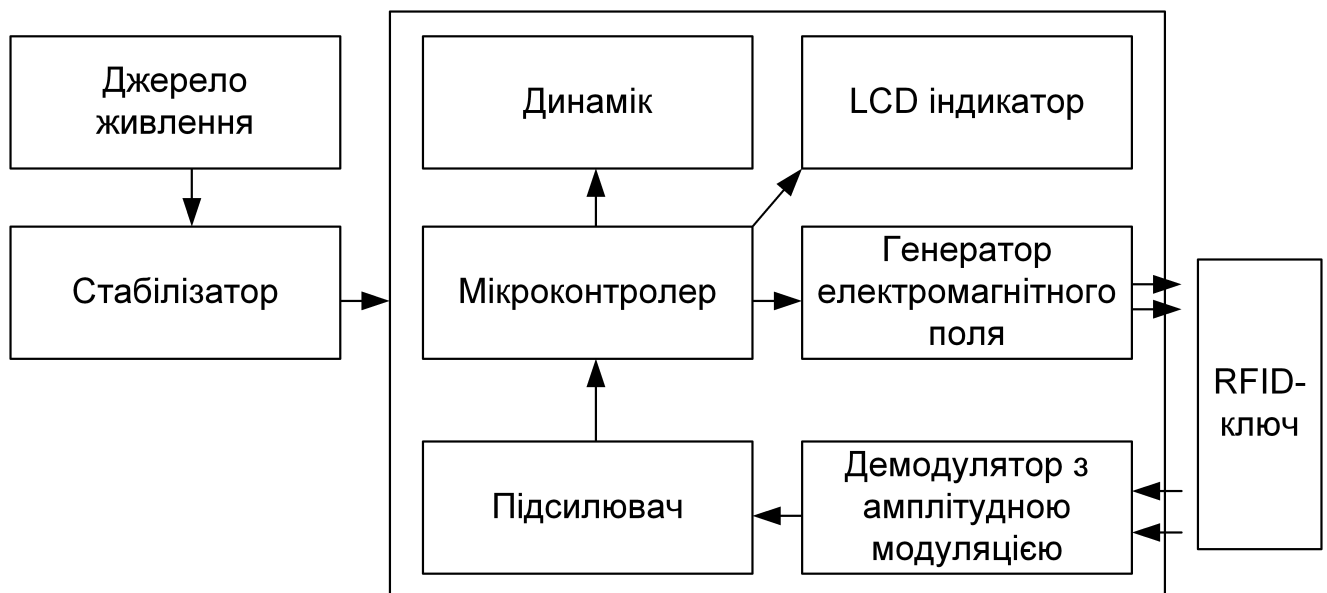 Джерело
живлення
Динамік
LCD індикатор
Стабілізатор
Мікроконтролер
Генератор
електромагнітного
поля
RFID-
ключ
Підсилювач
Демодулятор з
амплітудною
модуляцією